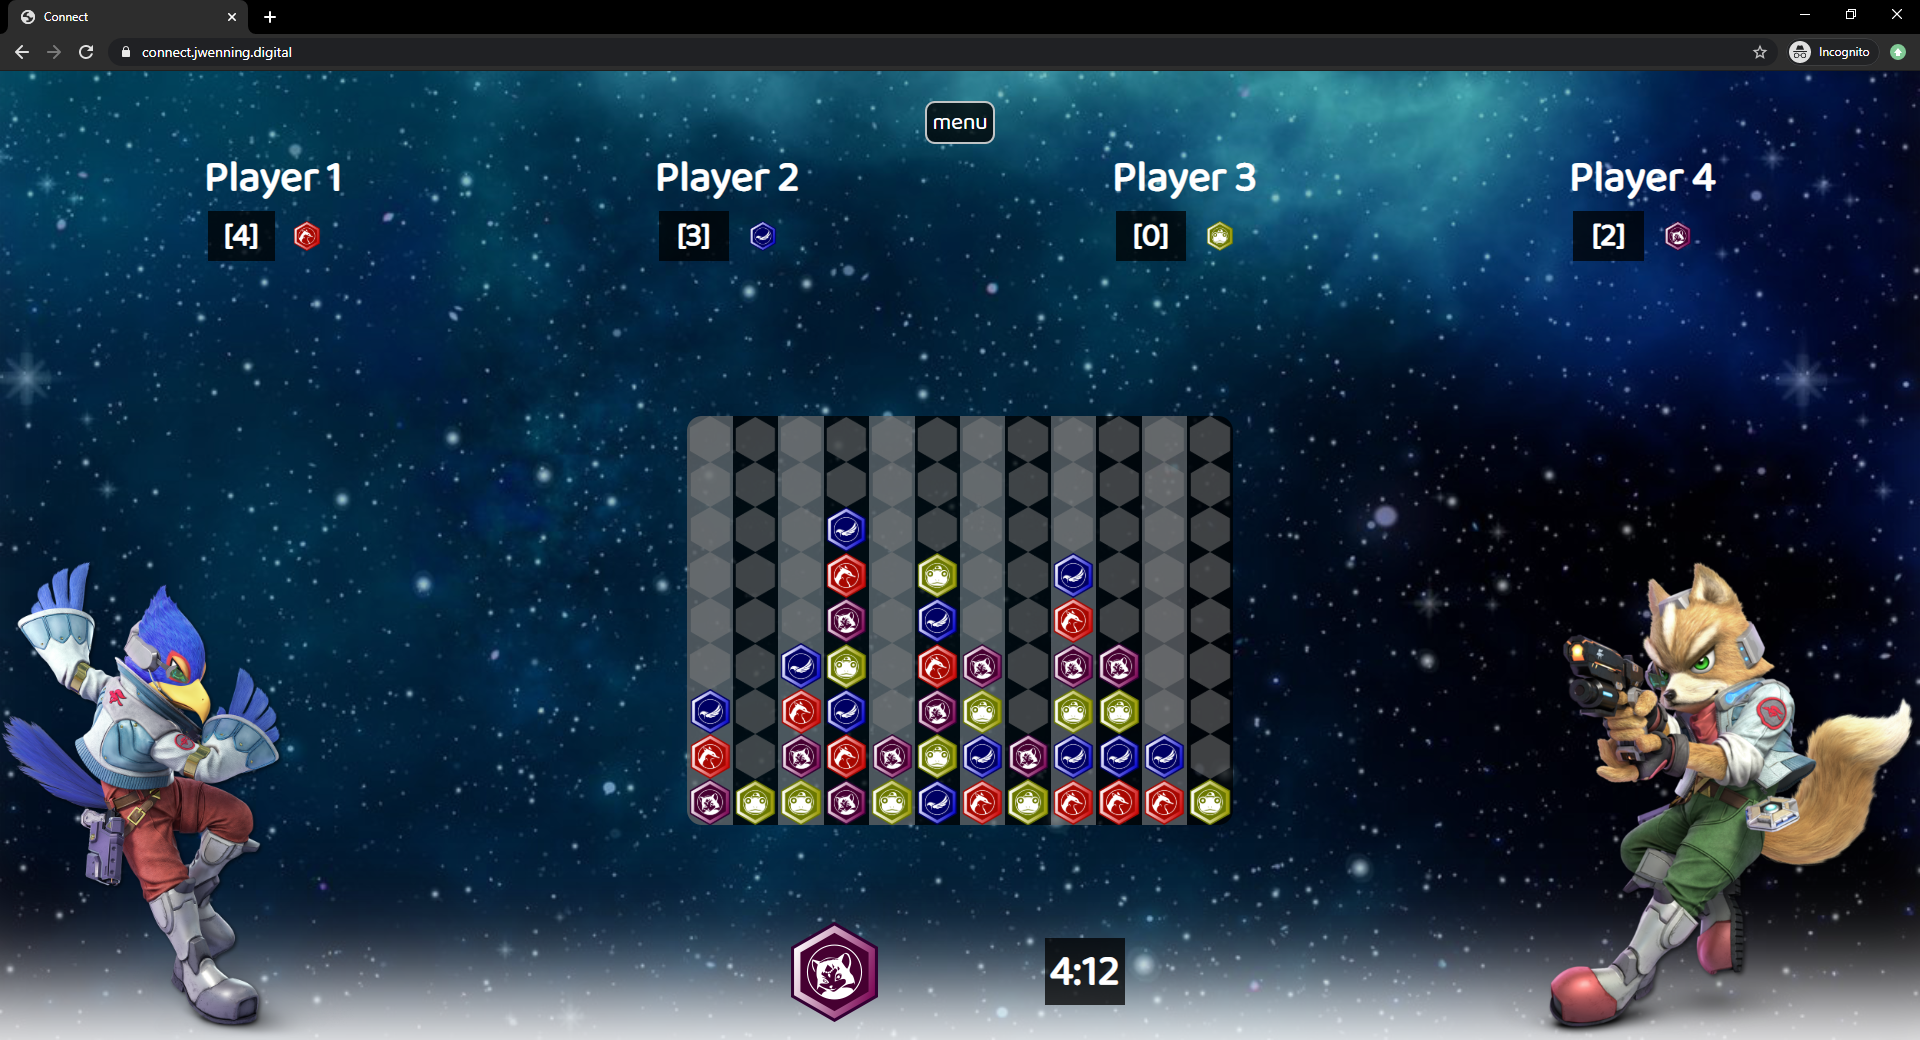 Connect
connect.jwenning.digital
Incognito
menu
Player 1
Player 2
Player 3
Player 4
[4]
[3]
[0]
[2]
4:12